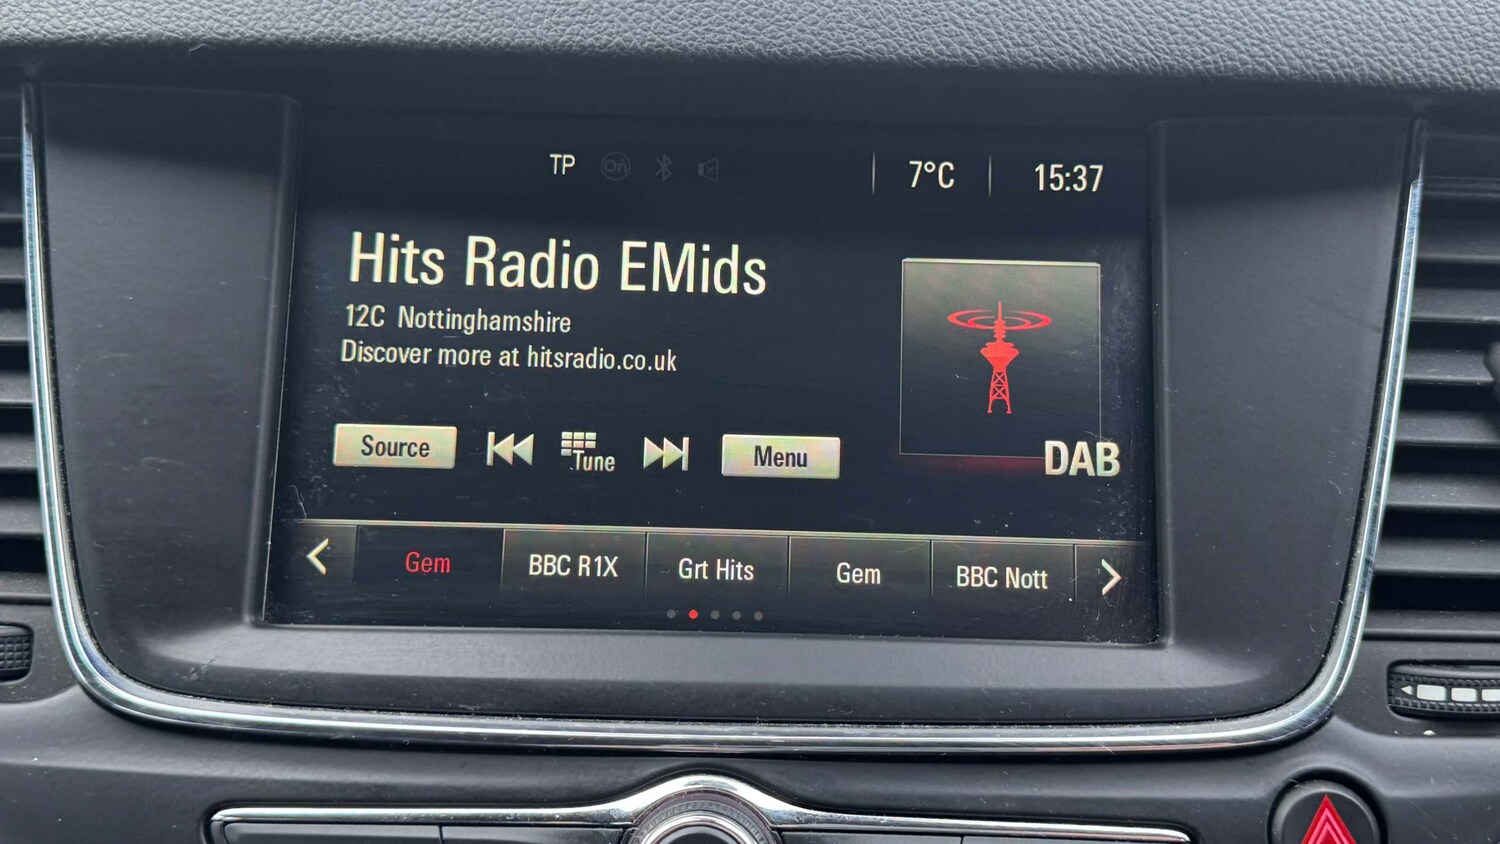 TP
On
7°C
15:37
Hits Radio EMids
12C Nottinghamshire
Discover more at hitsradio.co.uk
Source
Tune
Menu
DAB
Gem
BBC R1X
Grt Hits
Gem
BBC Nott